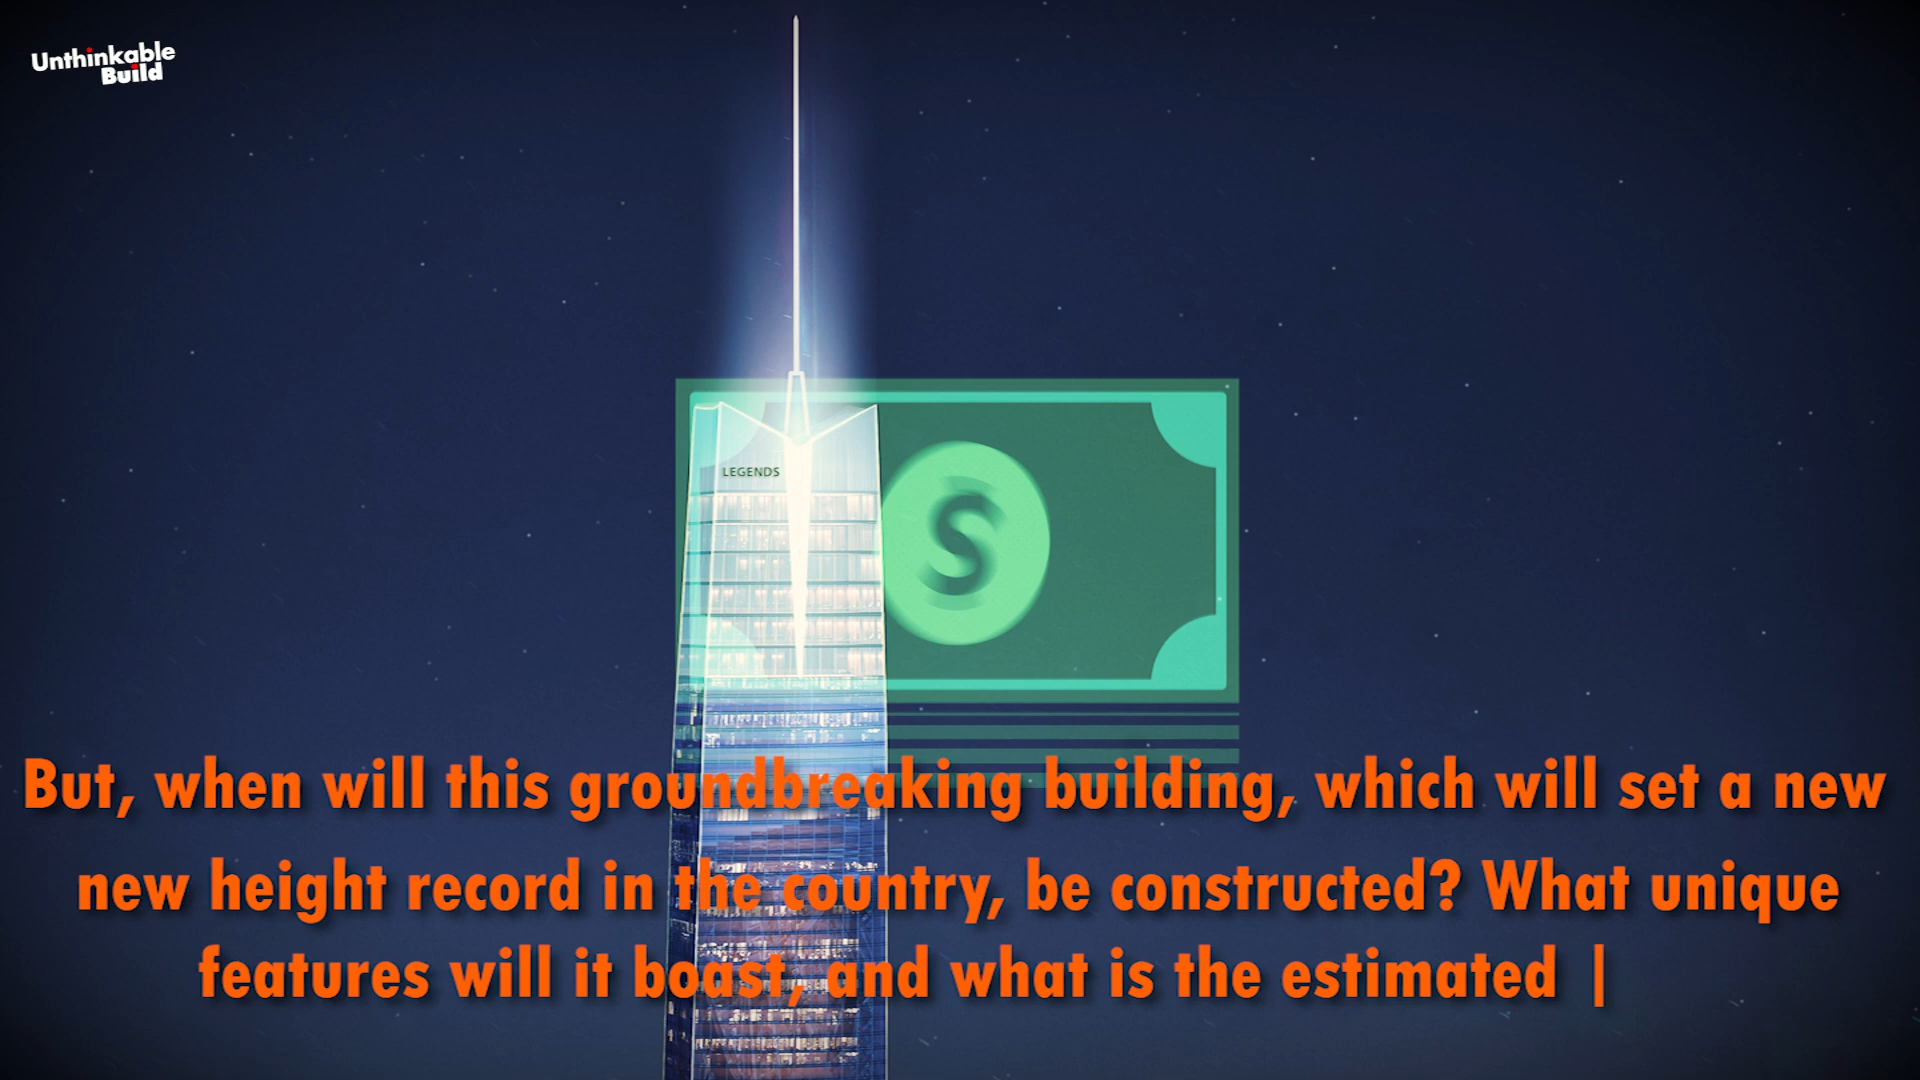 Unthinkable
Build
LEGENDS
S
But, when will this groundbreaking building, which will set a new
new height record in the country, be constructed? What unique
features will it boast, and what is the estimated |